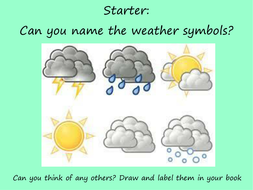 Starter:
Can you name the weather symbols?
Can you think of any others? Draw and label them in your book